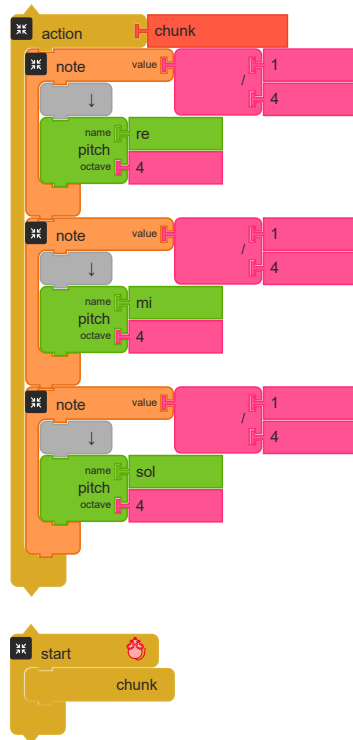 action chunk
note value 1
/
4
↓
name re
pitch
octave 4
note value 1
/
4
↓
name mi
pitch
octave 4
note value 1
/
4
↓
name sol
pitch
octave 4
start
chunk